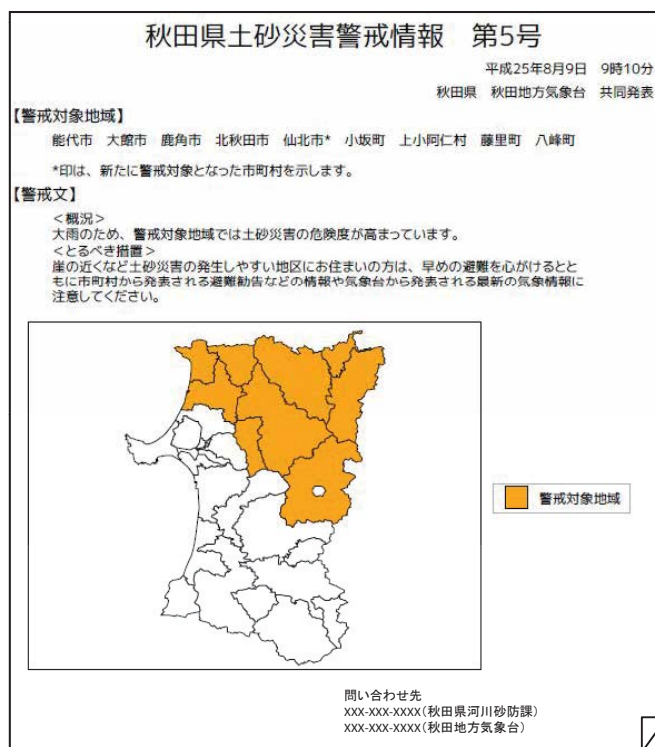 秋田県土砂災害警戒情報　第5号
平成25年8月9日　9時10分
秋田県　秋田地方気象台　共同発表
【警戒対象地域】
能代市　大館市　鹿角市　北秋田市　仙北市*　小坂町　上小阿仁村　藤里町　八峰町
*印は、新たに警戒対象となった市町村を示します。
【警戒文】
＜概況＞
大雨のため、警戒対象地域では土砂災害の危険度が高まっています。
＜とるべき措置＞
崖の近くなど土砂災害の発生しやすい地区にお住まいの方は、早めの避難を心がけるとと
もに市町村から発表される避難勧告などの情報や気象台から発表される最新の気象情報に
注意してください。
警戒対象地域
問い合わせ先
XXX-XXX-XXXX(秋田県河川砂防課)
XXX-XXX-XXXX(秋田地方気象台)